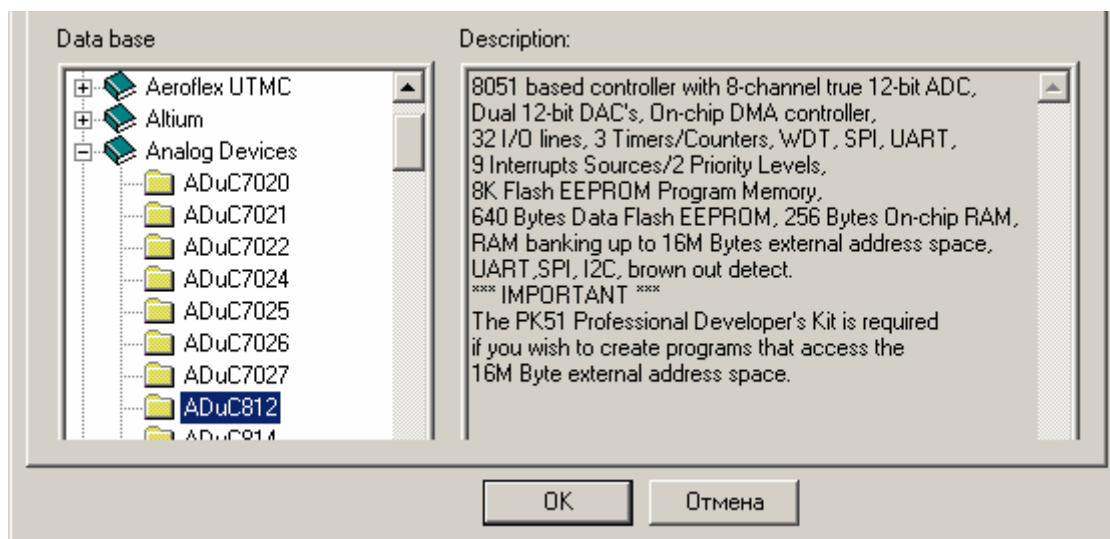 Data base
Aeroflex UTMC
Altium
Analog Devices
ADuC7020
ADuC7021
ADuC7022
ADuC7024
ADuC7025
ADuC7026
ADuC7027
ADuC812
ADuC814
Description:
8051 based controller with 8-channel true 12-bit ADC,
Dual 12-bit DAC's, On-chip DMA controller,
32 I/O lines, 3 Timers/Counters, WDT, SPI, UART,
9 Interrupts Sources/2 Priority Levels,
8K Flash EEPROM Program Memory,
640 Bytes Data Flash EEPROM, 256 Bytes On-chip RAM,
RAM banking up to 16M Bytes external address space,
UART,SPI, I2C, brown out detect.
*** IMPORTANT ***
The PK51 Professional Developer's Kit is required
if you wish to create programs that access the
16M Byte external address space.
OK
Отмена